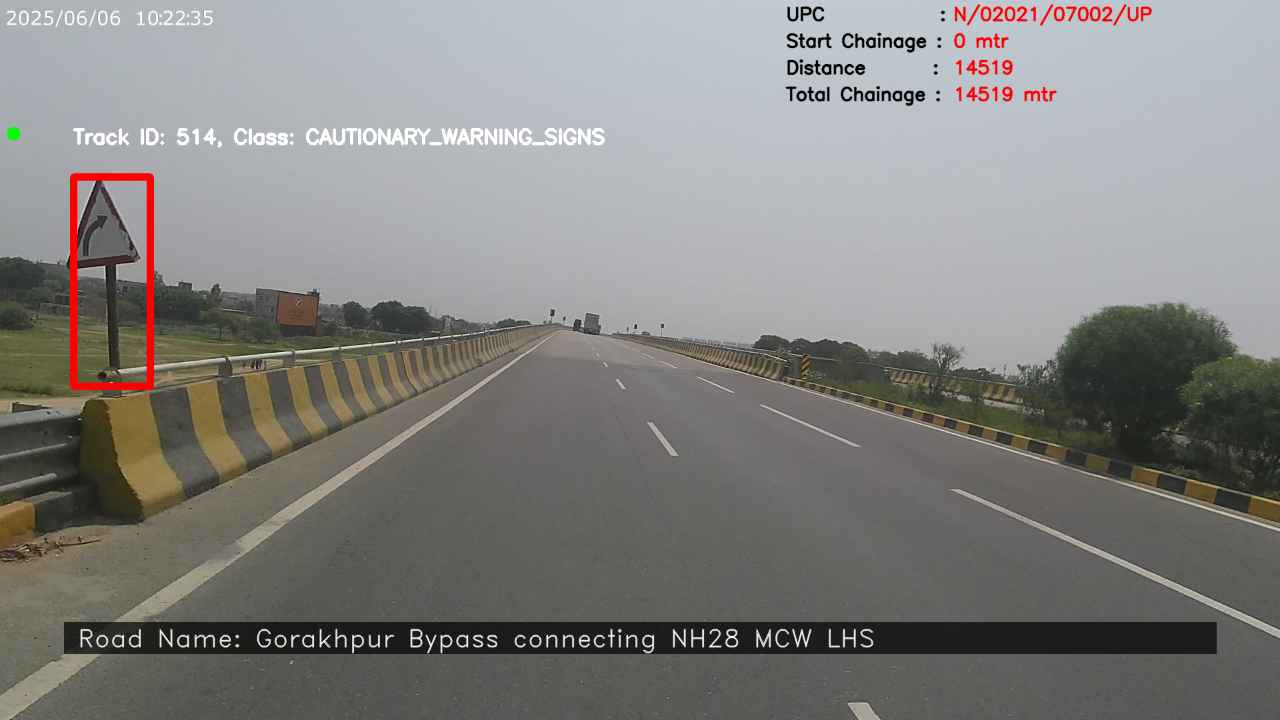 2025/06/06 10:22:35
UPC : N/02021/07002/UP
Start Chainage : 0 mtr
Distance : 14519
Total Chainage : 14519 mtr
Track ID: 514, Class: CAUTIONARY_WARNING_SIGNS
Road Name: Gorakhpur Bypass connecting NH28 MCW LHS